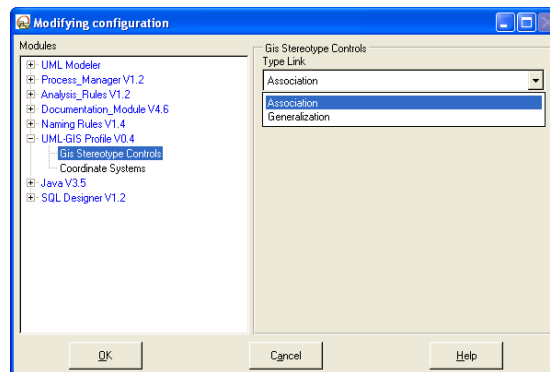 Modifying configuration
Modules
UML Modeler
Process_Manager V1.2
Analysis_Rules V1.2
Documentation_Module V4.6
Naming Rules V1.4
UML-GIS Profile V0.4
Gis Stereotype Controls
Coordinate Systems
Java V3.5
SQL Designer V1.2
Gis Stereotype Controls
Type Link
Association
Association
Generalization
OK
Cancel
Help